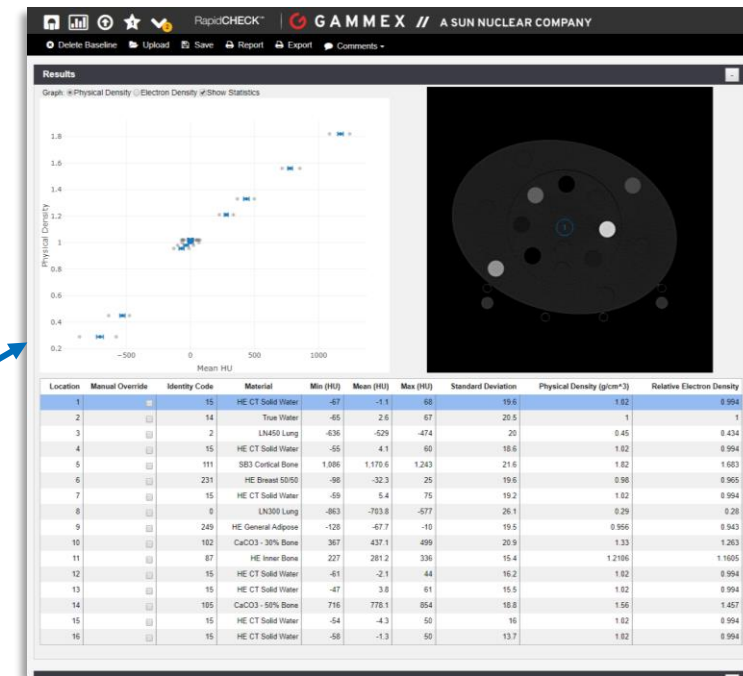 RapidCHECK™ GAMMEX // A SUN NUCLEAR COMPANY
Delete Baseline Upload Save Report Export Comments
Results
Graph: Physical Density Electron Density Show Statistics
1.8
1.6
1.4
1.2
1
0.8
0.6
0.4
0.2
Physical Density
−500 0 500 1000
Mean HU
1
Location Manual Override Identity Code Material Min (HU) Mean (HU) Max (HU) Standard Deviation Physical Density (g/cm^3) Relative Electron Density
1 15 HE CT Solid Water -67 -1.1 68 19.6 1.02 0.994
2 14 True Water -65 2.6 67 20.5 1 1
3 2 LN450 Lung -636 -529 -474 20 0.45 0.434
4 15 HE CT Solid Water -55 4.1 60 18.6 1.02 0.994
5 111 SB3 Cortical Bone 1,086 1,170.6 1,243 21.6 1.82 1.683
6 231 HE Breast 50/50 -98 -32.3 25 19.6 0.98 0.965
7 15 HE CT Solid Water -59 5.4 75 19.2 1.02 0.994
8 0 LN300 Lung -863 -703.8 -577 26.1 0.29 0.28
9 249 HE General Adipose -128 -67.7 -10 19.5 0.956 0.943
10 102 CaCO3 - 30% Bone 367 437.1 499 20.9 1.33 1.263
11 87 HE Inner Bone 227 281.2 336 15.4 1.2106 1.1605
12 15 HE CT Solid Water -61 -2.1 44 16.2 1.02 0.994
13 15 HE CT Solid Water -47 3.8 61 15.5 1.02 0.994
14 105 CaCO3 - 50% Bone 716 778.1 854 18.8 1.56 1.457
15 15 HE CT Solid Water -54 -4.3 50 16 1.02 0.994
16 15 HE CT Solid Water -58 -1.3 50 13.7 1.02 0.994